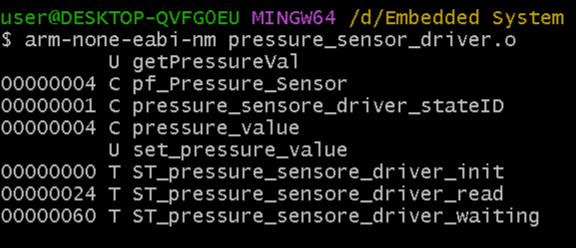 user@DESKTOP-QVFG0EU MINGW64 /d/Embedded System
$ arm-none-eabi-nm pressure_sensor_driver.o
         U getPressureVal
00000004 C pf_Pressure_Sensor
00000001 C pressure_sensore_driver_stateID
00000004 C pressure_value
         U set_pressure_value
00000000 T ST_pressure_sensore_driver_init
00000024 T ST_pressure_sensore_driver_read
00000060 T ST_pressure_sensore_driver_waiting